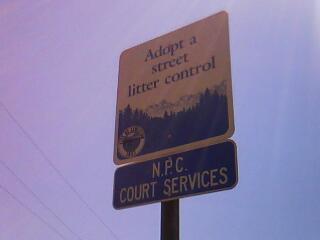 Adopt a
street
litter control
N.P.C.
COURT SERVICES